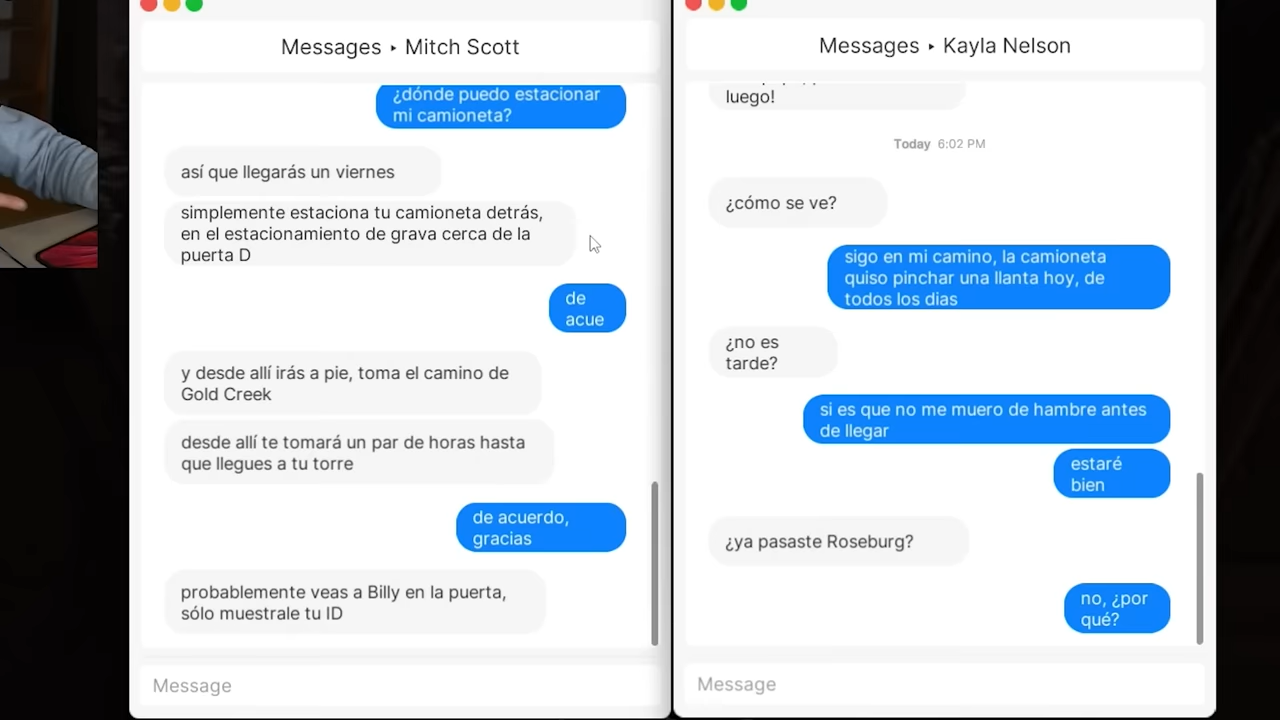 Messages ▸ Mitch Scott
¿dónde puedo estacionar
mi camioneta?
así que llegarás un viernes
simplemente estaciona tu camioneta detrás,
en el estacionamiento de grava cerca de la
puerta D
de
acue
y desde allí irás a pie, toma el camino de
Gold Creek
desde allí te tomará un par de horas hasta
que llegues a tu torre
de acuerdo,
gracias
probablemente veas a Billy en la puerta,
sólo muestrale tu ID
Message
Messages ▸ Kayla Nelson
luego!
Today 6:02 PM
¿cómo se ve?
sigo en mi camino, la camioneta
quiso pinchar una llanta hoy, de
todos los dias
¿no es
tarde?
si es que no me muero de hambre antes
de llegar
estaré
bien
¿ya pasaste Roseburg?
no, ¿por
qué?
Message